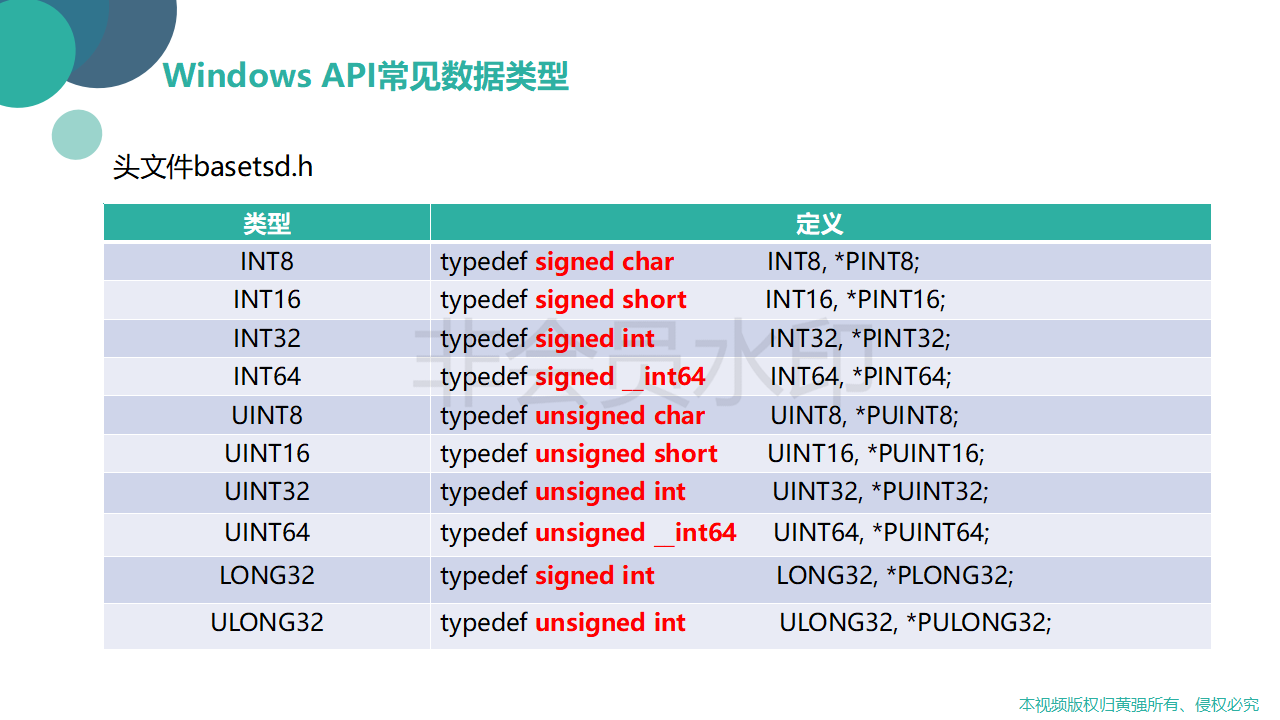 Windows API常见数据类型
头文件basetsd.h
类型 定义
INT8 typedef signed char INT8, *PINT8;
INT16 typedef signed short INT16, *PINT16;
INT32 typedef signed int INT32, *PINT32;
INT64 typedef signed __int64 INT64, *PINT64;
UINT8 typedef unsigned char UINT8, *PUINT8;
UINT16 typedef unsigned short UINT16, *PUINT16;
UINT32 typedef unsigned int UINT32, *PUINT32;
UINT64 typedef unsigned __int64 UINT64, *PUINT64;
LONG32 typedef signed int LONG32, *PLONG32;
ULONG32 typedef unsigned int ULONG32, *PULONG32;
非会员水印
本视频版权归黄强所有、侵权必究